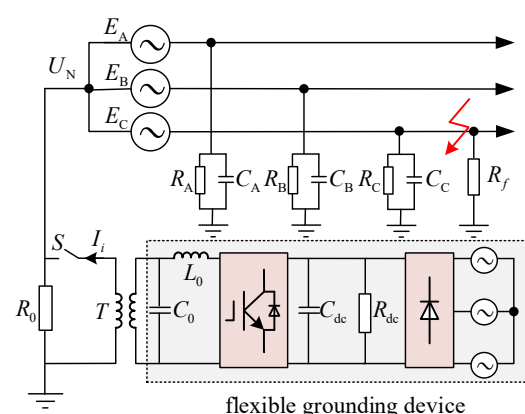 E_A
U_N
E_B
E_C
R_A
C_A
R_B
C_B
R_C
C_C
R_f
S
I_i
L_0
R_0
T
C_0
C_dc
R_dc
flexible grounding device